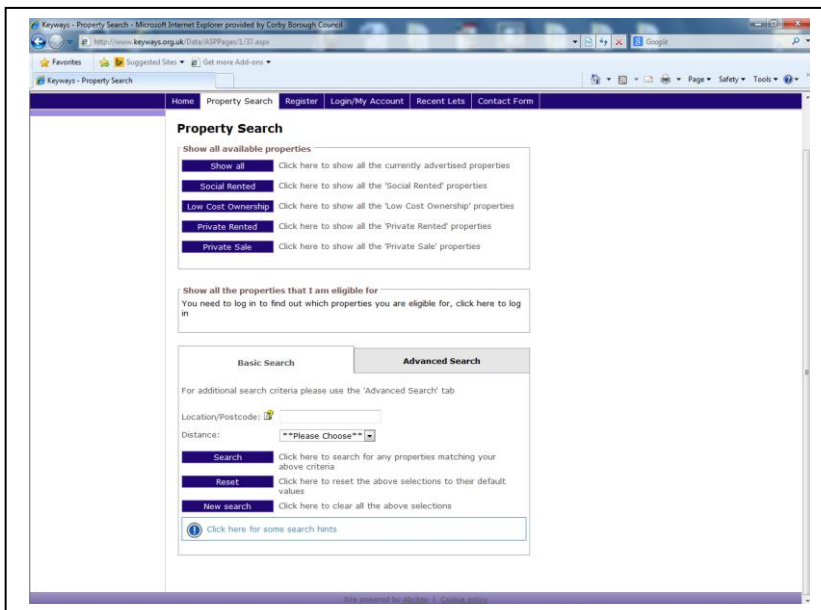 Keyways - Property Search - Microsoft Internet Explorer provided by Corby Borough Council
http://www.keyways.org.uk/Data/ASPPages/1/37.aspx
Google
Favorites Suggested Sites Get more Add-ons
Keyways - Property Search
Page Safety Tools
Home Property Search Register Login/My Account Recent Lets Contact Form
Property Search
Show all available properties
Show all Click here to show all the currently advertised properties
Social Rented Click here to show all the 'Social Rented' properties
Low Cost Ownership Click here to show all the 'Low Cost Ownership' properties
Private Rented Click here to show all the 'Private Rented' properties
Private Sale Click here to show all the 'Private Sale' properties
Show all the properties that I am eligible for
You need to log in to find out which properties you are eligible for, click here to log
in
Basic Search Advanced Search
For additional search criteria please use the 'Advanced Search' tab
Location/Postcode:
Distance: **Please Choose**
Search Click here to search for any properties matching your
above criteria
Reset Click here to reset the above selections to their default
values
New search Click here to clear all the above selections
Click here for some search hints
Site powered by Abritas | Cookie policy